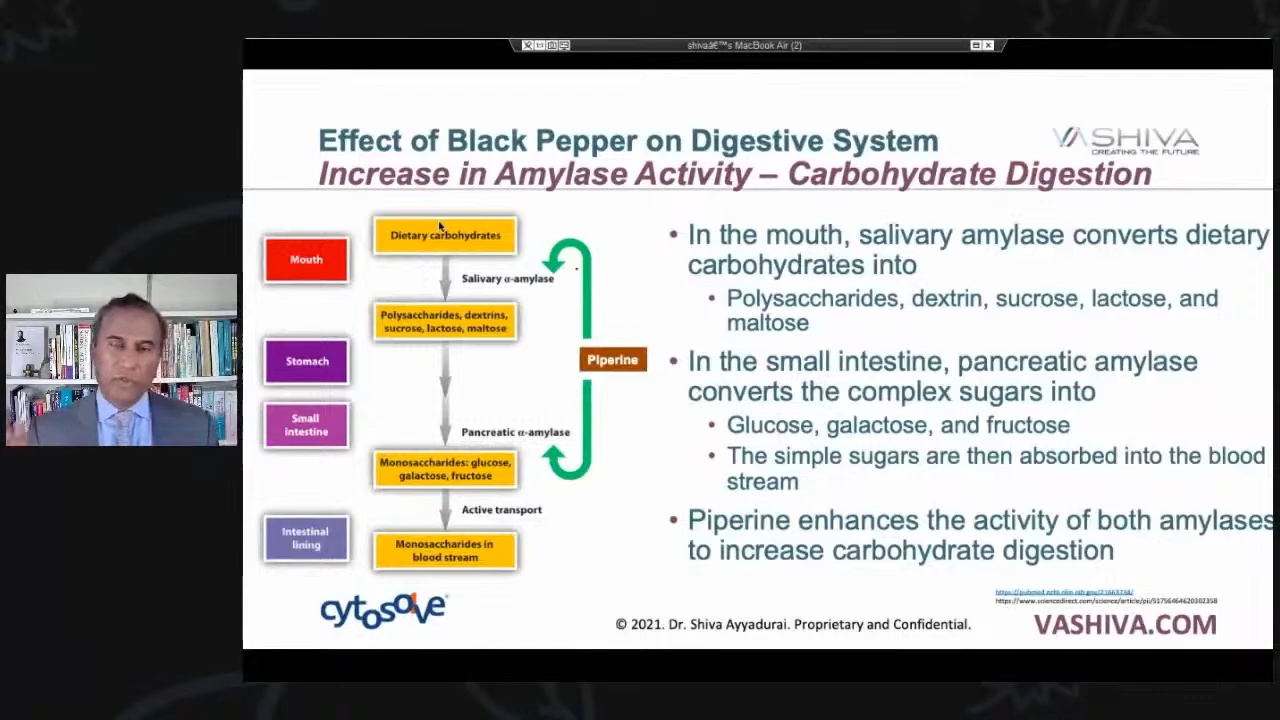 shivaâ€™s MacBook Air (2)
Effect of Black Pepper on Digestive System
Increase in Amylase Activity – Carbohydrate Digestion
VASHIVA
CREATING THE FUTURE
Mouth
Stomach
Small
intestine
Intestinal
lining
Dietary carbohydrates
Salivary α-amylase
Polysaccharides, dextrins,
sucrose, lactose, maltose
Piperine
Pancreatic α-amylase
Monosaccharides: glucose,
galactose, fructose
Active transport
Monosaccharides in
blood stream
• In the mouth, salivary amylase converts dietary
carbohydrates into
• Polysaccharides, dextrin, sucrose, lactose, and
maltose
• In the small intestine, pancreatic amylase
converts the complex sugars into
• Glucose, galactose, and fructose
• The simple sugars are then absorbed into the blood
stream
• Piperine enhances the activity of both amylases
to increase carbohydrate digestion
cytosolve
© 2021. Dr. Shiva Ayyadurai. Proprietary and Confidential.
VASHIVA.COM